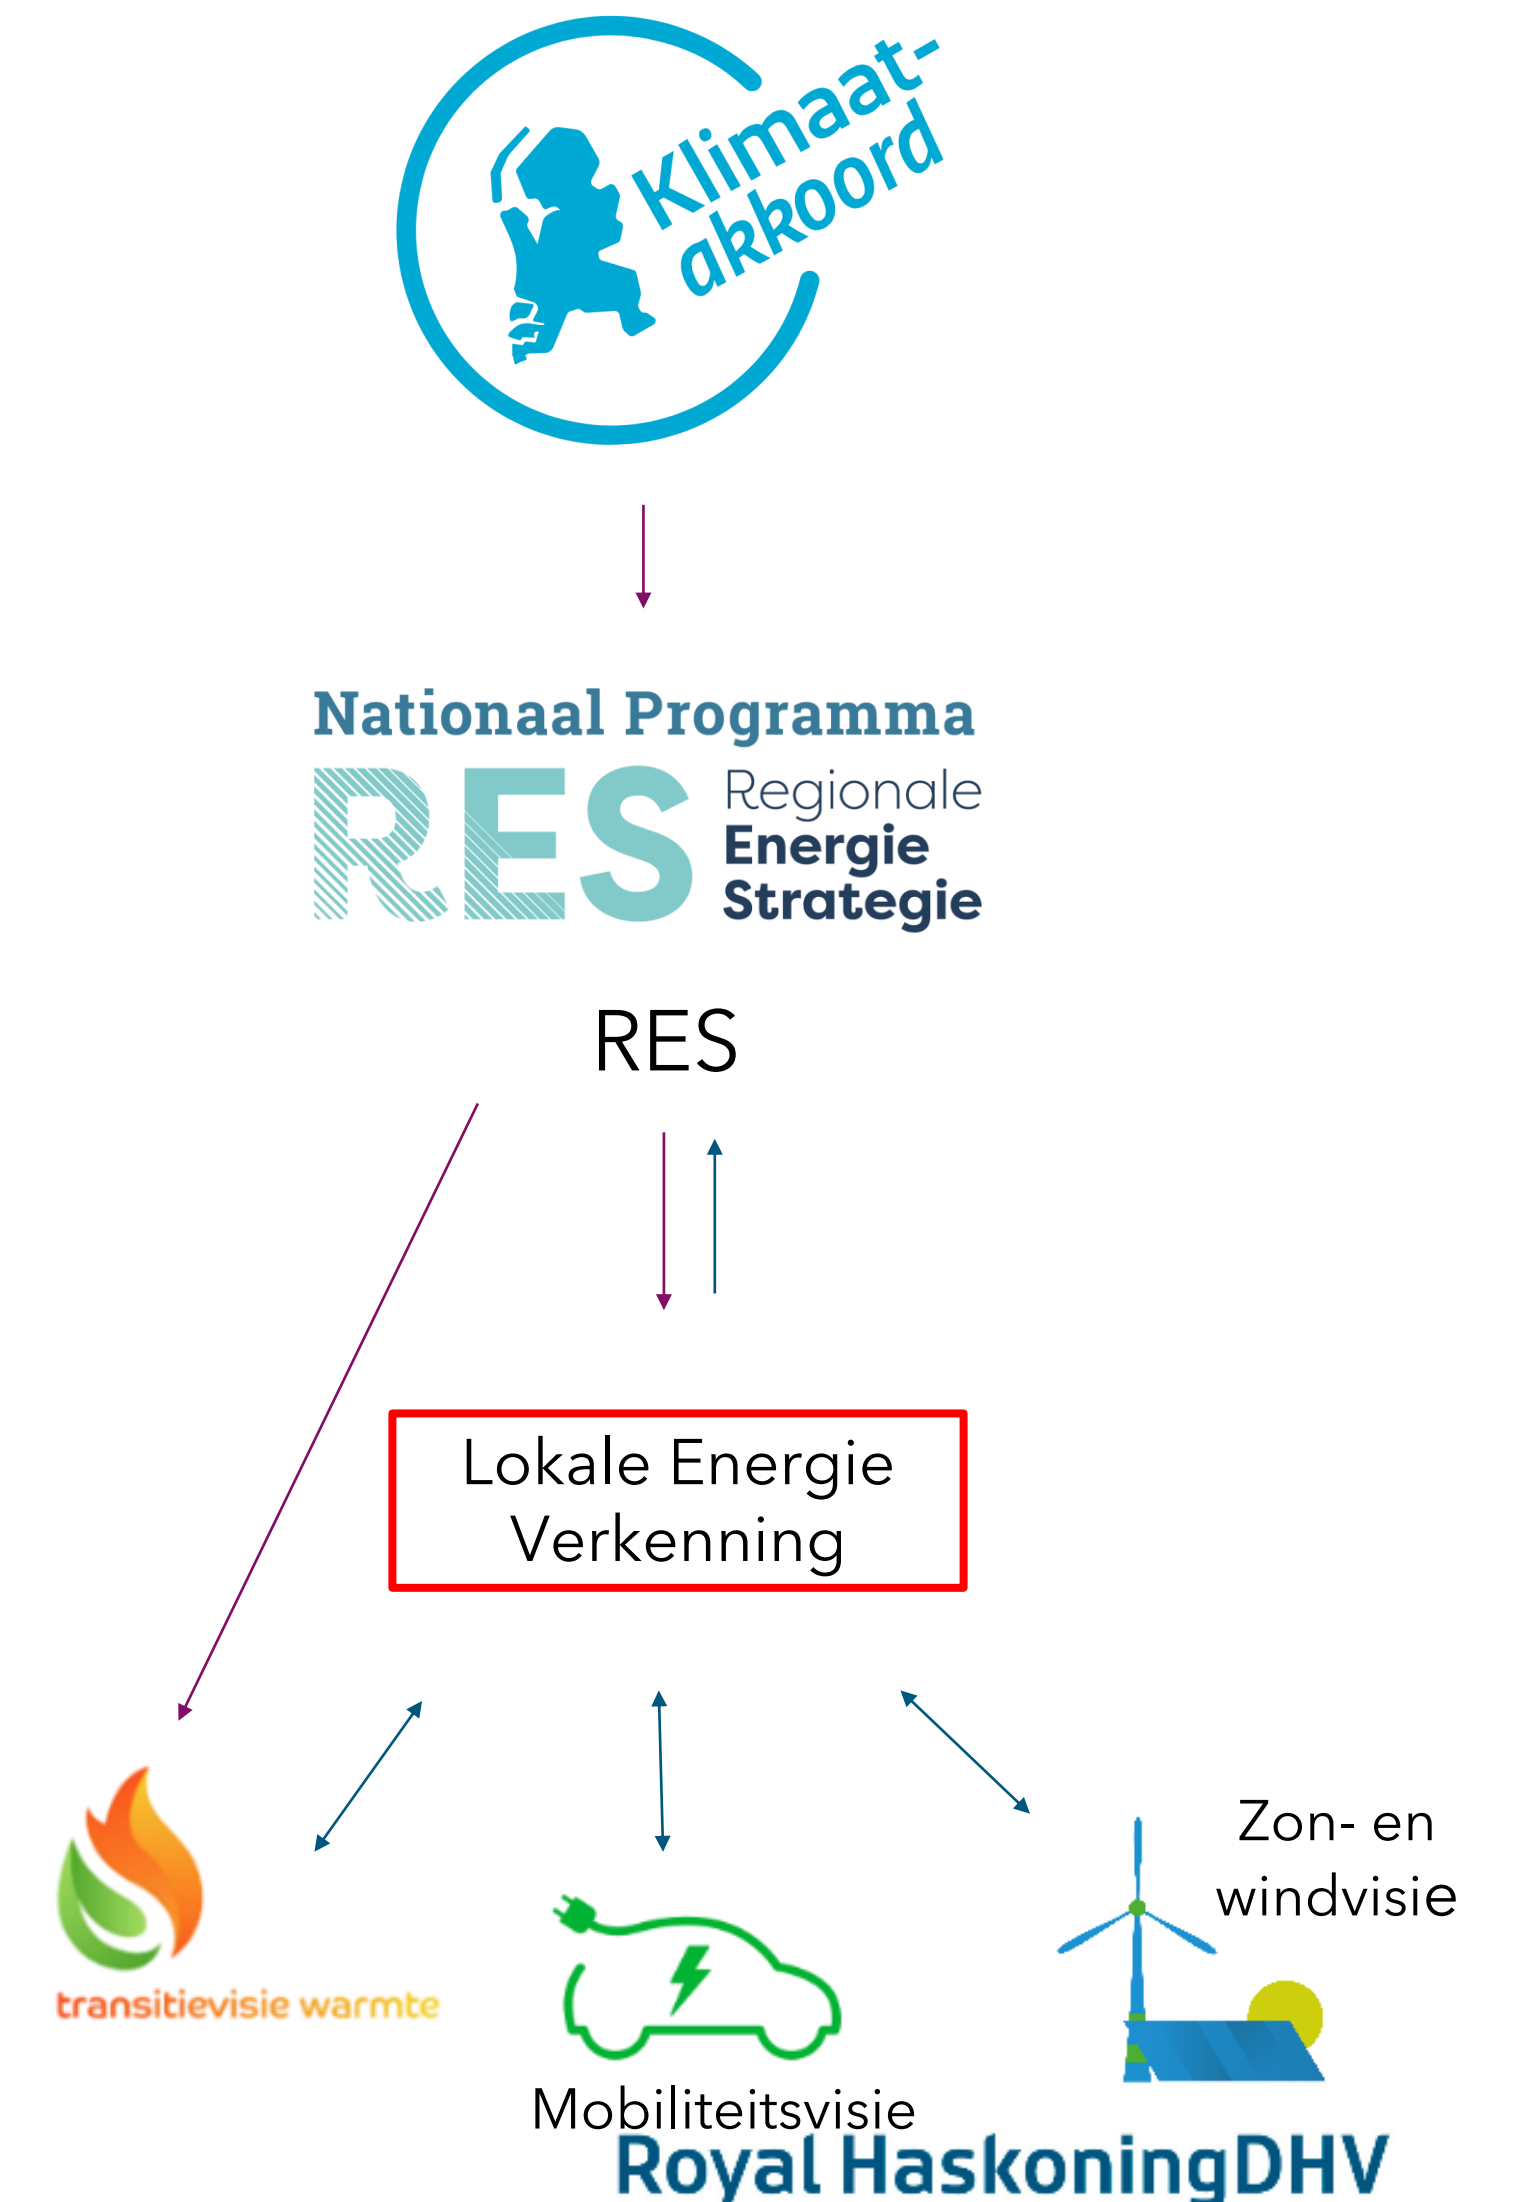 Klimaat-
akkoord
Nationaal Programma
RES
Regionale
Energie
Strategie
RES
Lokale Energie
Verkenning
transitievisie warmte
Mobiliteitsvisie
Zon- en
windvisie
Royal HaskoningDHV